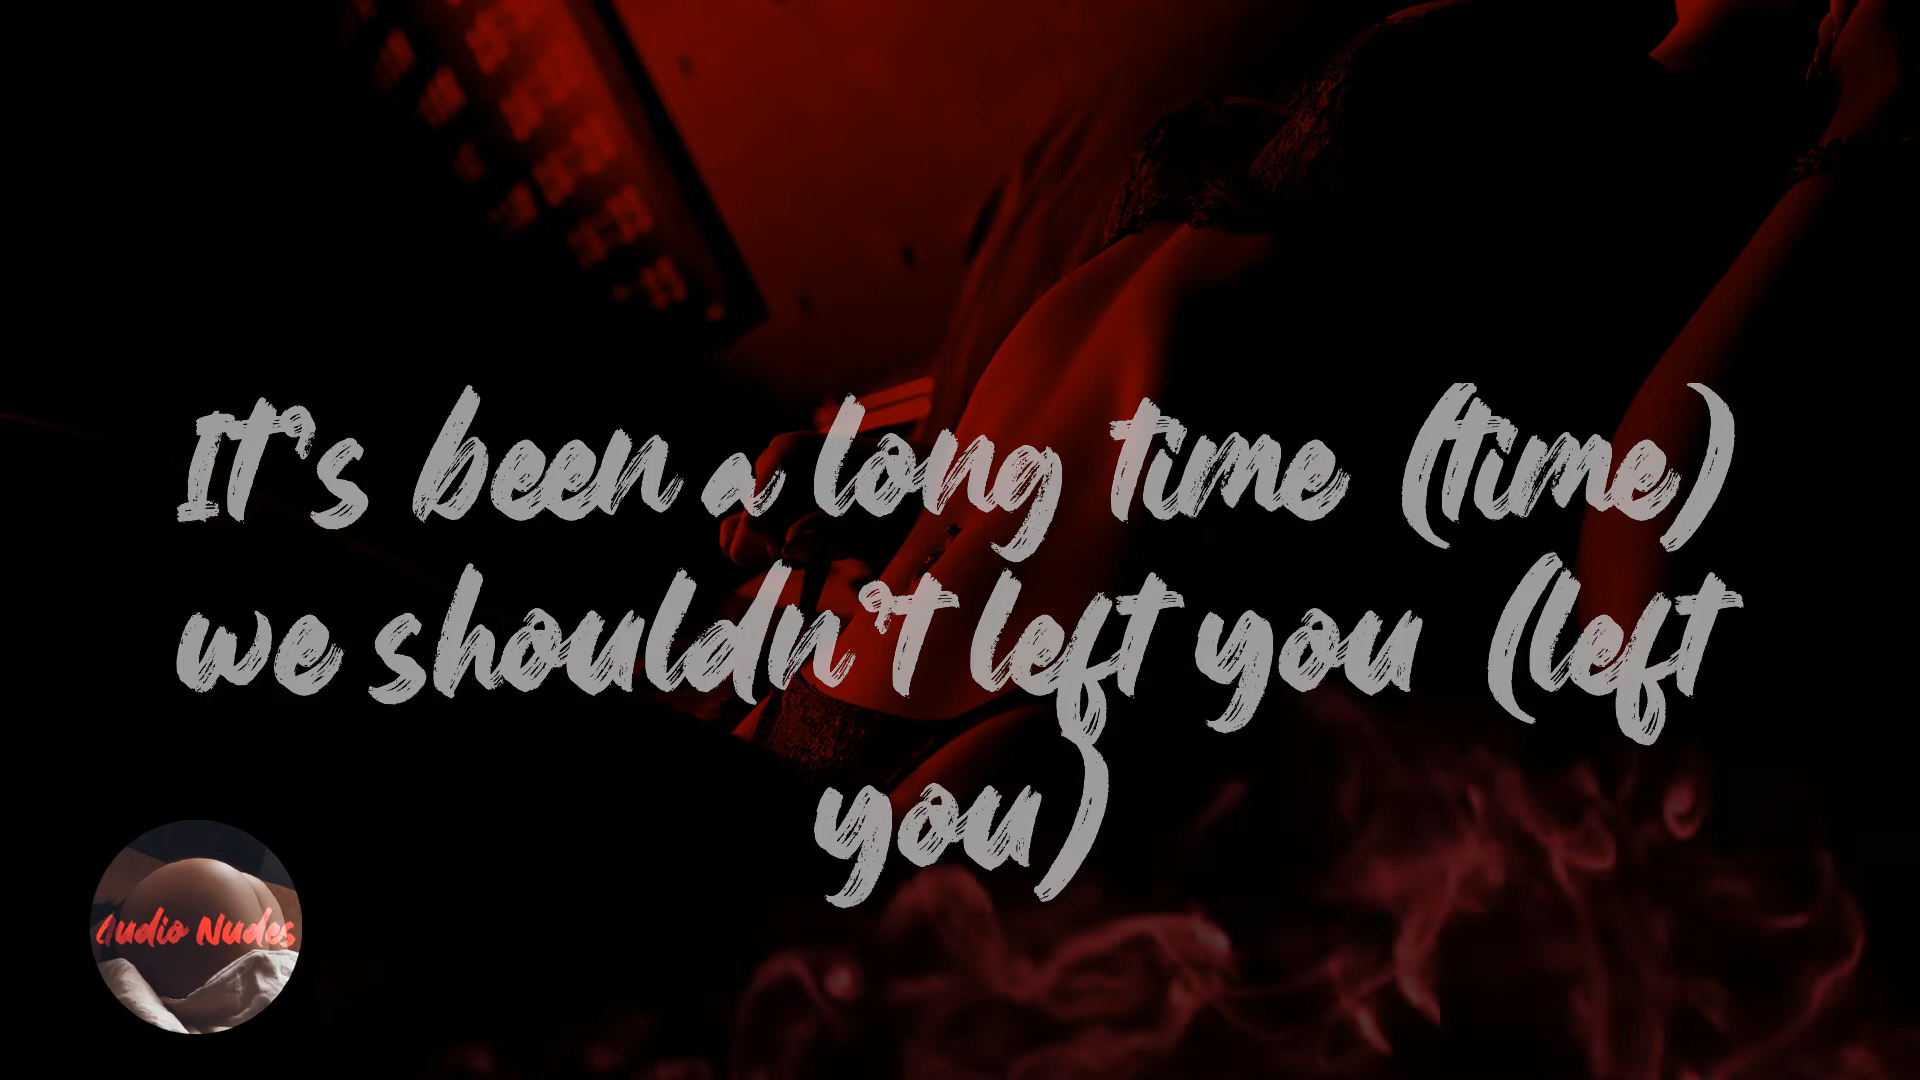 It's been a long time (time)
we shouldn't left you (left
you)
Audio Nudes